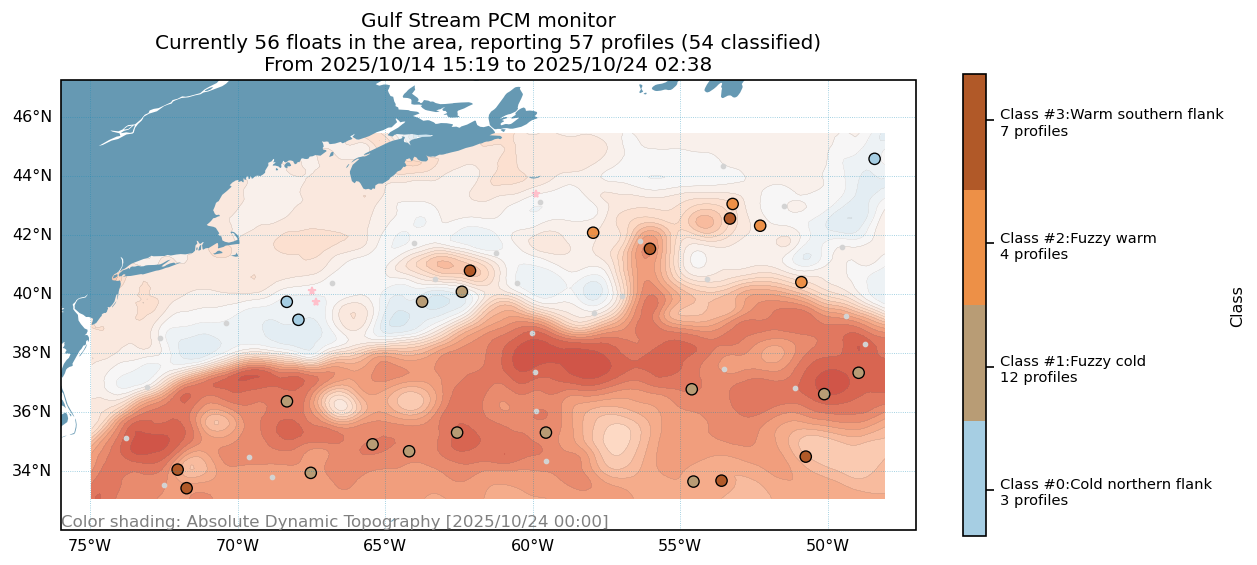 Gulf Stream PCM monitor
Currently 56 floats in the area, reporting 57 profiles (54 classified)
From 2025/10/14 15:19 to 2025/10/24 02:38
46°N
44°N
42°N
40°N
38°N
36°N
34°N
Color shading: Absolute Dynamic Topography [2025/10/24 00:00]
75°W
70°W
65°W
60°W
55°W
50°W
Class #3:Warm southern flank
7 profiles
Class #2:Fuzzy warm
4 profiles
Class #1:Fuzzy cold
12 profiles
Class #0:Cold northern flank
3 profiles
Class